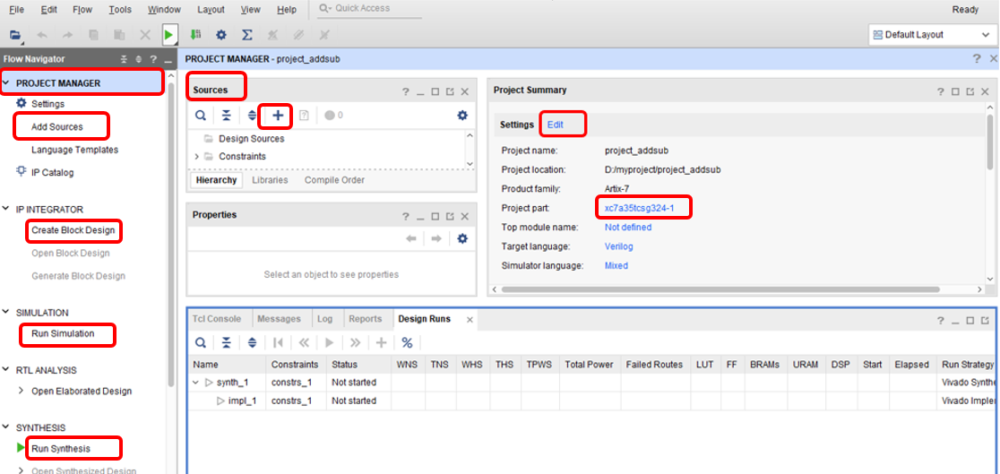 File Edit Flow Tools Window Layout View Help Quick Access Ready
Default Layout
Flow Navigator
PROJECT MANAGER
Settings
Add Sources
Language Templates
IP Catalog
IP INTEGRATOR
Create Block Design
Open Block Design
Generate Block Design
SIMULATION
Run Simulation
RTL ANALYSIS
Open Elaborated Design
SYNTHESIS
Run Synthesis
Open Synthesized Design
PROJECT MANAGER - project_addsub
Sources
0
Design Sources
Constraints
Hierarchy Libraries Compile Order
Properties
Select an object to see properties
Project Summary
Settings Edit
Project name: project_addsub
Project location: D:/myproject/project_addsub
Product family: Artix-7
Project part: xc7a35tcsg324-1
Top module name: Not defined
Target language: Verilog
Simulator language: Mixed
Tcl Console Messages Log Reports Design Runs
Name Constraints Status WNS TNS WHS THS TPWS Total Power Failed Routes LUT FF BRAMs URAM DSP Start Elapsed Run Strategy
synth_1 constrs_1 Not started Vivado Synthe
impl_1 constrs_1 Not started Vivado Impler